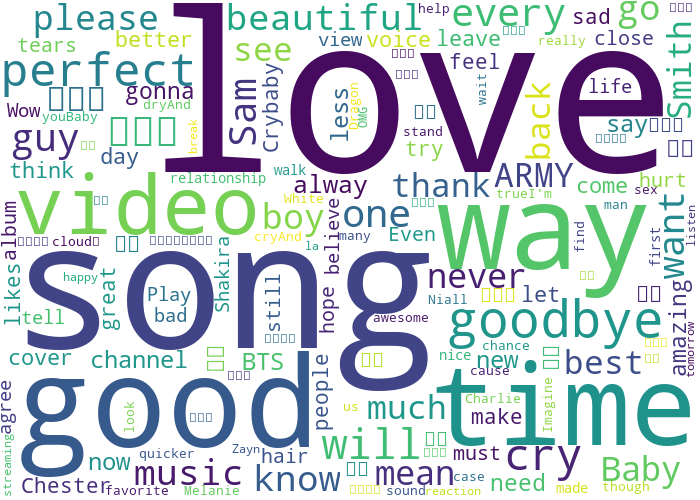 help
please
beautiful
every
go
sad
tears
better
view
voice
leave
close
love
see
really
perfect
Sam
feel
Smith
Wow
gonna
dryAnd
Crybaby
less
wait
Dragon
OMG
life
youBaby
guy
break
stand
back
say
day
try
think
relationship
walk
ARMY
come
hurt
alway
thank
trueI'm
sex
video
boy
one
way
Want
man
White
cryAnd
Even
album
cloud
la
many
find
first
listen
song
believe
happy
Shakira
never
let
likes
great
Play
bad
still
hope
Niall
amazing
tomorrow
tell
awesome
goodbye
cover
channel
BTS
people
nice
new
best
chance
cause
good
time
agree
look
us
much
make
Charlie
Imagine
will
cry
now
quicker
Zayn
hair
mean
must
Baby
streaming
Chester
music
know
need
case
made
though
favorite
Melanie
sound
reaction